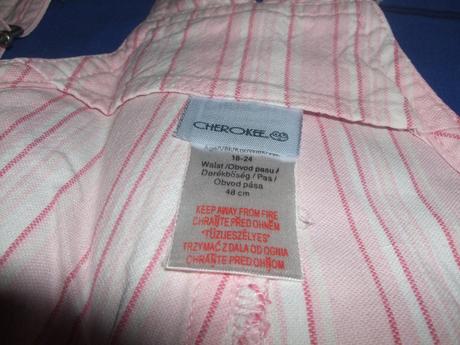 CHEROKEE
18-24
Waist/Obvod pasu/
Derékbőség/Pas/
Obvod pása
48 cm
KEEP AWAY FROM FIRE
CHRAŇTE PŘED OHNĚM
"TŰZIJESZÉLYES"
TRZYMAĆ Z DALA OD OGNIA
CHRÁŇTE PRED OHŇOM